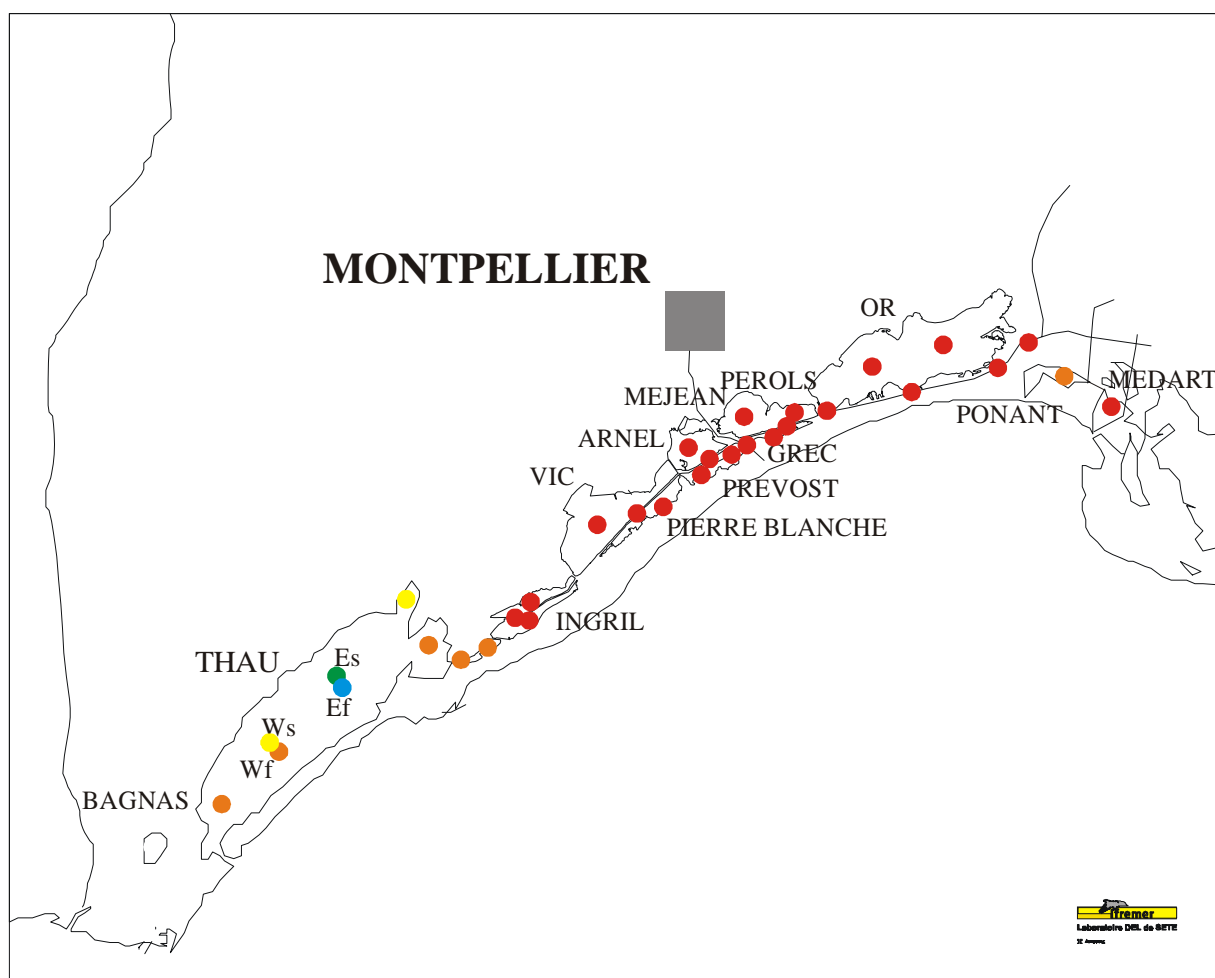 MONTPELLIER
OR
PEROLS
MEJEAN
MEDART
PONANT
ARNEL
GREC
VIC
PREVOST
PIERRE BLANCHE
INGRIL
THAU
Es
Ef
Ws
Wf
BAGNAS
Ifremer
Laboratoire DEL de SETE